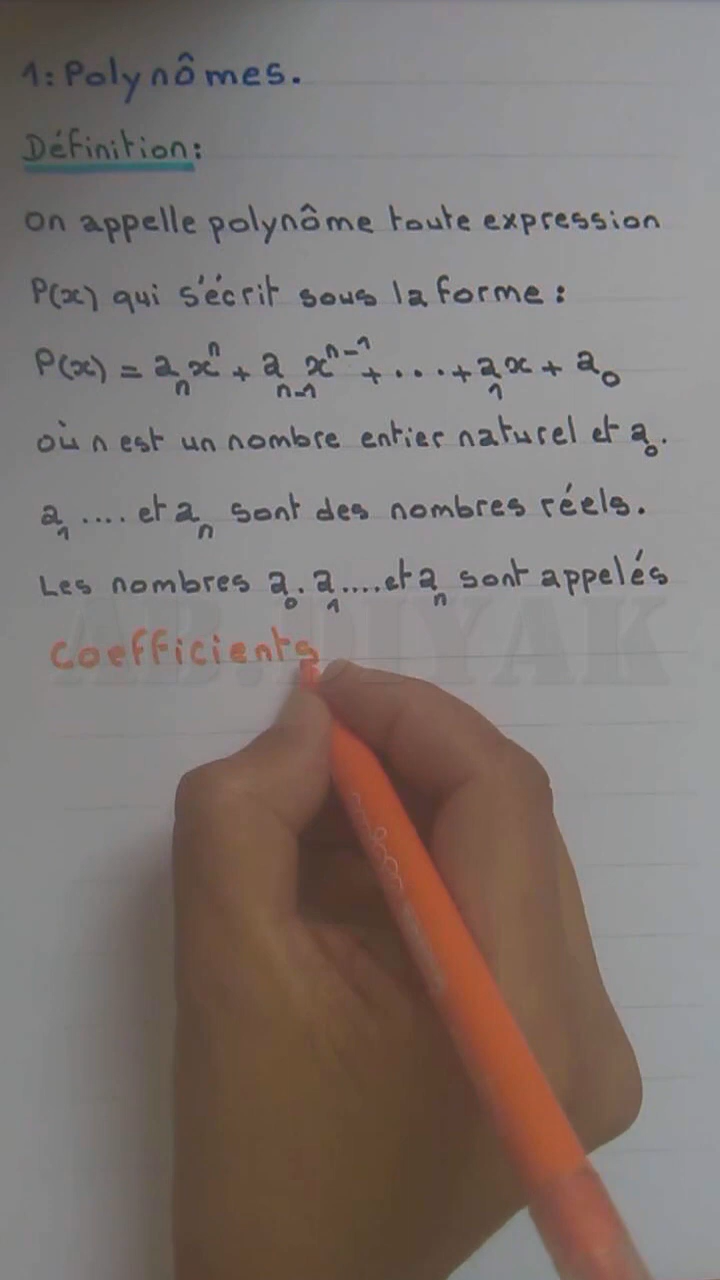 1: Polynômes.
Définition:
On appelle polynôme toute expression
P(x) qui s'écrit sous la forme :
P(x) = aₙxⁿ + aₙ₋₁xⁿ⁻¹ + .... + a₁x + a₀
où n est un nombre entier naturel et a₀.
a₁ .... et aₙ sont des nombres réels.
Les nombres a₀. a₁ .... et aₙ sont appelés
coefficients